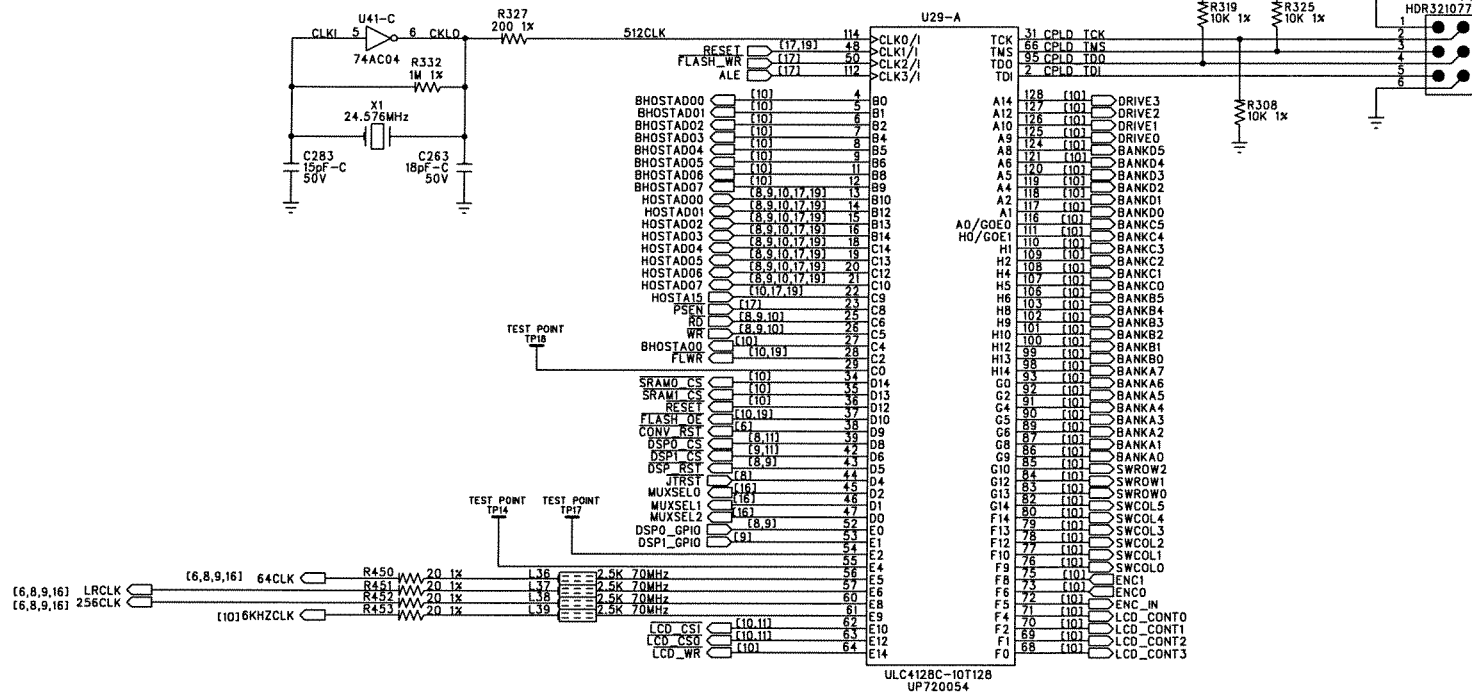 U41-C
CLKI 5 6 CKLO
74AC04
R327
200 1%
512CLK
R332
1M 1%
X1
24.576MHz
C283
15pF-C
50V
C263
18pF-C
50V
U29-A
114 >CLK0/I
RESET [17,19] 48 >CLK1/I
FLASH_WR [17] 50 >CLK2/I
ALE [17] 112 >CLK3/I
BHOSTAD00 [10] 4 B0
BHOSTAD01 [10] 5 B1
BHOSTAD02 [10] 6 B2
BHOSTAD03 [10] 7 B4
BHOSTAD04 [10] 8 B5
BHOSTAD05 [10] 9 B6
BHOSTAD06 [10] 11 B8
BHOSTAD07 [10] 12 B9
HOSTAD00 [8,9,10,17,19] 13 B10
HOSTAD01 [8,9,10,17,19] 14 B12
HOSTAD02 [8,9,10,17,19] 15 B13
HOSTAD03 [8,9,10,17,19] 16 B14
HOSTAD04 [8,9,10,17,19] 18 C14
HOSTAD05 [8,9,10,17,19] 19 C13
HOSTAD06 [8,9,10,17,19] 20 C12
HOSTAD07 [8,9,10,17,19] 21 C10
HOSTA15 [10,17,19] 22 C9
PSEN [17] 23 C8
RD [8,9,10] 25 C6
WR [8,9,10] 26 C5
BHOSTA00 [10] 27 C4
FLWR [10,19] 28 C2
29 C0
TEST POINT
TP18
SRAM0_CS [10] 34 D14
SRAM1_CS [10] 35 D13
RESET [10] 36 D12
FLASH_OE [10,19] 37 D10
CONV_RST [6] 38 D9
DSP0_CS [8,11] 39 D8
DSP1_CS [9,11] 42 D6
DSP_RST [8,9] 43 D5
JTRST [8] 44 D4
MUXSEL0 [16] 45 D2
MUXSEL1 [16] 46 D1
MUXSEL2 [16] 47 D0
DSP0_GPIO [8,9] 52 E0
DSP1_GPIO [9] 53 E1
54 E2
55 E4
TEST POINT
TP14
TEST POINT
TP17
[6,8,9,16] 64CLK R450 20 1% L36 2.5K 70MHz 56 E5
[6,8,9,16] LRCLK R451 20 1% L37 2.5K 70MHz 57 E6
[6,8,9,16] 256CLK R452 20 1% L38 2.5K 70MHz 60 E8
[10] 6KHZCLK R453 20 1% L39 2.5K 70MHz 61 E9
LCD_CS1 [10,11] 62 E10
LCD_CS0 [10,11] 63 E12
LCD_WR [10] 64 E14
TCK 31 CPLD_TCK
TMS 66 CPLD_TMS
TDO 95 CPLD_TDO
TDI 2 CPLD_TDI
A14 128 [10] DRIVE3
A12 127 [10] DRIVE2
A10 126 [10] DRIVE1
A9 125 [10] DRIVE0
A8 124 [10] BANKD5
A6 121 [10] BANKD4
A5 120 [10] BANKD3
A4 119 [10] BANKD2
A2 118 [10] BANKD1
A1 117 [10] BANKD0
A0/GOE0 116 [10] BANKC5
H0/GOE1 111 [10] BANKC4
H1 110 [10] BANKC3
H2 109 [10] BANKC2
H4 108 [10] BANKC1
H5 107 [10] BANKC0
H6 106 [10] BANKB5
H8 103 [10] BANKB4
H9 102 [10] BANKB3
H10 101 [10] BANKB2
H12 100 [10] BANKB1
H13 99 [10] BANKB0
H14 98 [10] BANKA7
G0 93 [10] BANKA6
G2 92 [10] BANKA5
G4 91 [10] BANKA4
G5 90 [10] BANKA3
G6 89 [10] BANKA2
G8 87 [10] BANKA1
G9 86 [10] BANKA0
G10 85 [10] SWROW2
G12 84 [10] SWROW1
G13 83 [10] SWROW0
G14 82 [10] SWCOL5
F14 80 [10] SWCOL4
F13 79 [10] SWCOL3
F12 78 [10] SWCOL2
F10 77 [10] SWCOL1
F9 76 [10] SWCOL0
F8 75 [10] ENC1
F6 73 [10] ENC0
F5 72 [10] ENC_IN
F4 71 [10] LCD_CONT0
F2 70 [10] LCD_CONT1
F1 69 [10] LCD_CONT2
F0 68 [10] LCD_CONT3
ULC4128C-10T128
UP720054
R319
10K 1%
R325
10K 1%
R308
10K 1%
HDR321077
1
2
3
4
5
6